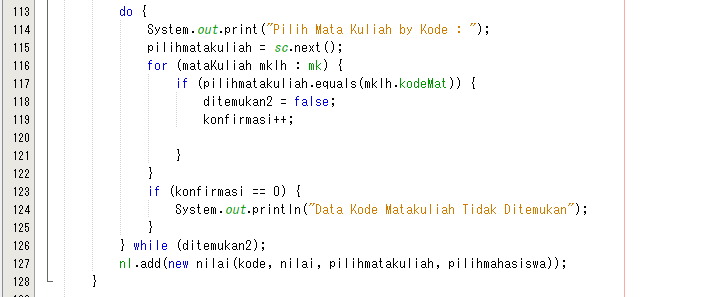 113 do {
114 System.out.print("Pilih Mata Kuliah by Kode : ");
115 pilihmatakuliah = sc.next();
116 for (mataKuliah mklh : mk) {
117 if (pilihmatakuliah.equals(mklh.kodeMat)) {
118 ditemukan2 = false;
119 konfirmasi++;
120
121 }
122 }
123 if (konfirmasi == 0) {
124 System.out.println("Data Kode Matakuliah Tidak Ditemukan");
125 }
126 } while (ditemukan2);
127 nl.add(new nilai(kode, nilai, pilihmatakuliah, pilihmahasiswa));
128 }